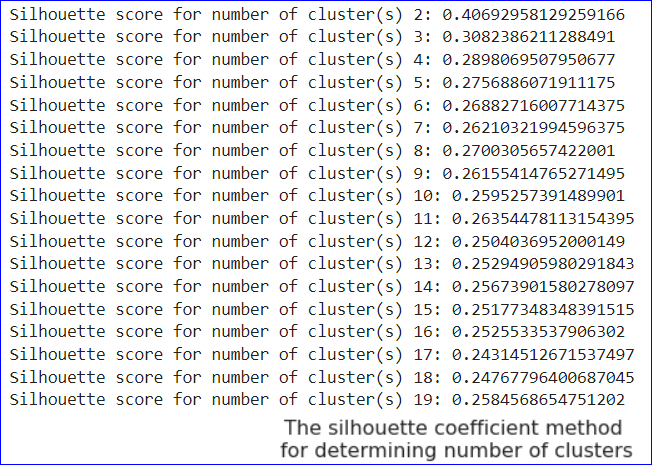 Silhouette score for number of cluster(s) 2: 0.40692958129259166
Silhouette score for number of cluster(s) 3: 0.3082386211288491
Silhouette score for number of cluster(s) 4: 0.2898069507950677
Silhouette score for number of cluster(s) 5: 0.2756886071911175
Silhouette score for number of cluster(s) 6: 0.26882716007714375
Silhouette score for number of cluster(s) 7: 0.26210321994596375
Silhouette score for number of cluster(s) 8: 0.2700305657422001
Silhouette score for number of cluster(s) 9: 0.26155414765271495
Silhouette score for number of cluster(s) 10: 0.2595257391489901
Silhouette score for number of cluster(s) 11: 0.26354478113154395
Silhouette score for number of cluster(s) 12: 0.2504036952000149
Silhouette score for number of cluster(s) 13: 0.25294905980291843
Silhouette score for number of cluster(s) 14: 0.25673901580278097
Silhouette score for number of cluster(s) 15: 0.25177348348391515
Silhouette score for number of cluster(s) 16: 0.2525533537906302
Silhouette score for number of cluster(s) 17: 0.24314512671537497
Silhouette score for number of cluster(s) 18: 0.24767796400687045
Silhouette score for number of cluster(s) 19: 0.2584568654751202
The silhouette coefficient method
for determining number of clusters